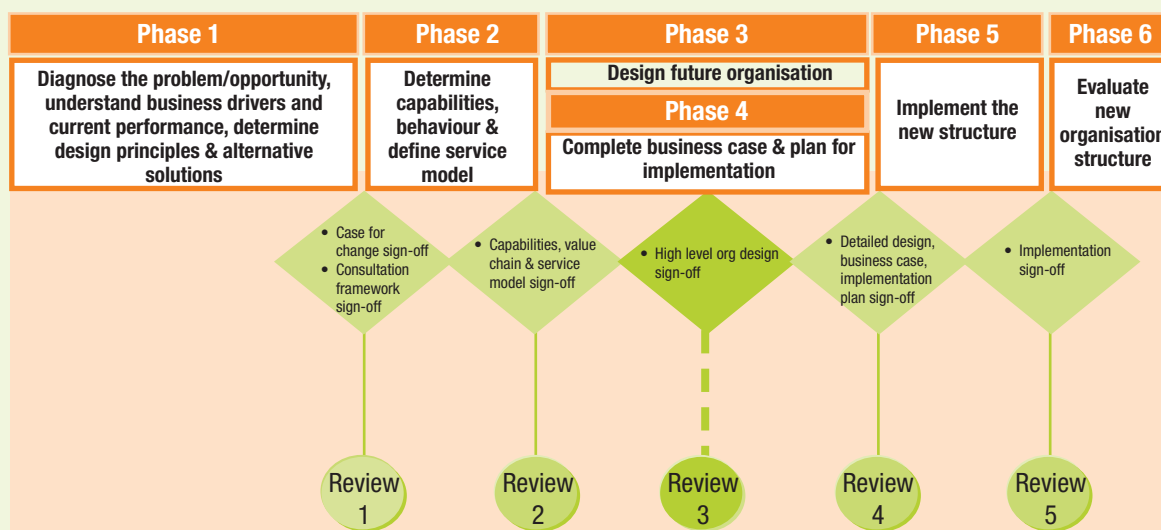 Phase 1
Diagnose the problem/opportunity,
understand business drivers and
current performance, determine
design principles & alternative
solutions
Phase 2
Determine
capabilities,
behaviour &
define service
model
Phase 3
Design future organisation
Phase 4
Complete business case & plan for
implementation
Phase 5
Implement the
new structure
Phase 6
Evaluate
new
organisation
structure
• Case for
change sign-off
• Consultation
framework
sign-off
• Capabilities, value
chain & service
model sign-off
• High level org design
sign-off
• Detailed design,
business case,
implementation
plan sign-off
• Implementation
sign-off
Review
1
Review
2
Review
3
Review
4
Review
5